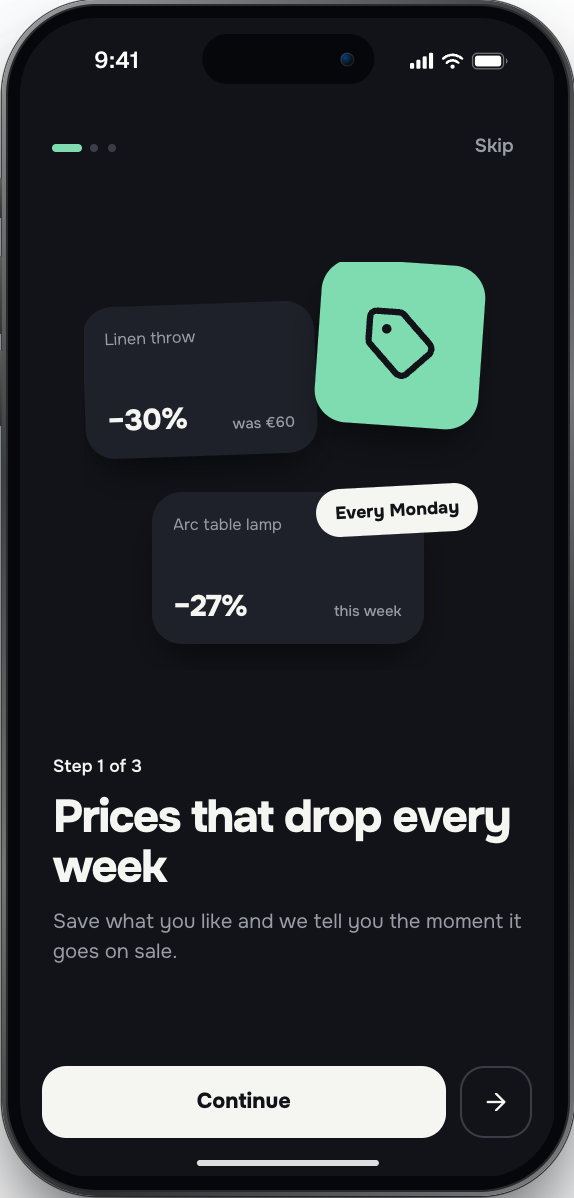 9:41
Skip
Linen throw
−30%
was €60
Every Monday
Arc table lamp
−27%
this week
Step 1 of 3
Prices that drop every
week
Save what you like and we tell you the moment it
goes on sale.
Continue